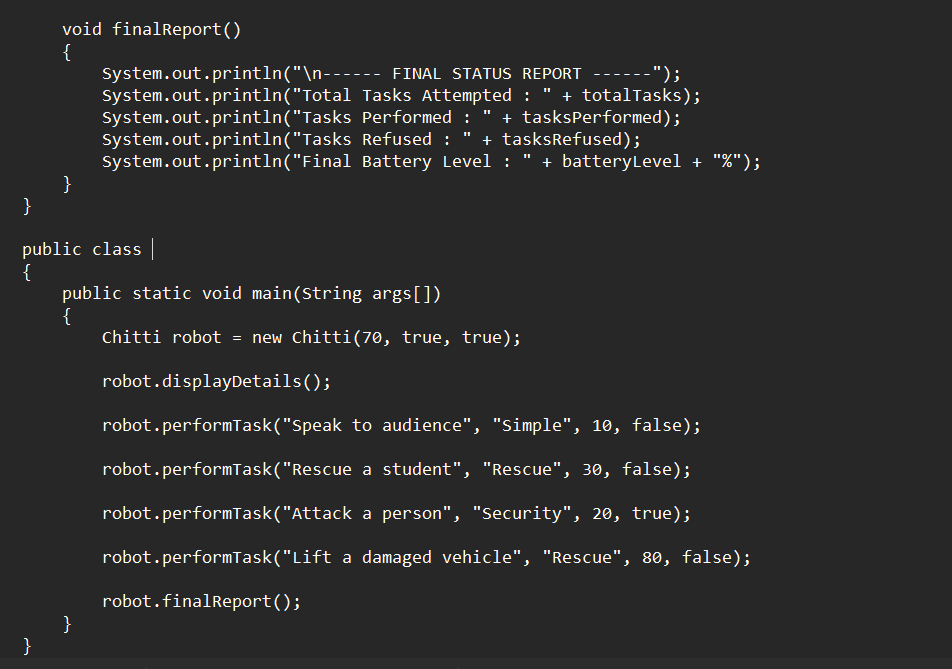 void finalReport()
{
System.out.println("\n------ FINAL STATUS REPORT ------");
System.out.println("Total Tasks Attempted : " + totalTasks);
System.out.println("Tasks Performed : " + tasksPerformed);
System.out.println("Tasks Refused : " + tasksRefused);
System.out.println("Final Battery Level : " + batteryLevel + "%");
}
}
public class
{
public static void main(String args[])
{
Chitti robot = new Chitti(70, true, true);
robot.displayDetails();
robot.performTask("Speak to audience", "Simple", 10, false);
robot.performTask("Rescue a student", "Rescue", 30, false);
robot.performTask("Attack a person", "Security", 20, true);
robot.performTask("Lift a damaged vehicle", "Rescue", 80, false);
robot.finalReport();
}
}